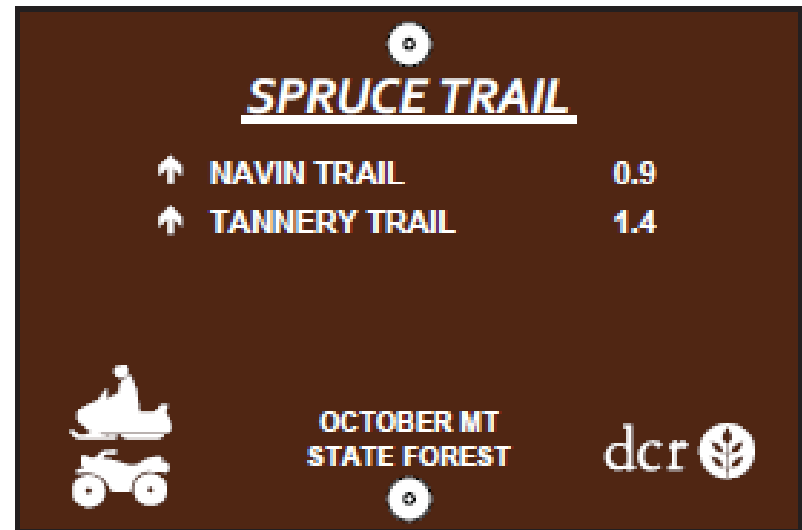 SPRUCE TRAIL
NAVIN TRAIL 0.9
TANNERY TRAIL 1.4
OCTOBER MT
STATE FOREST
dcr